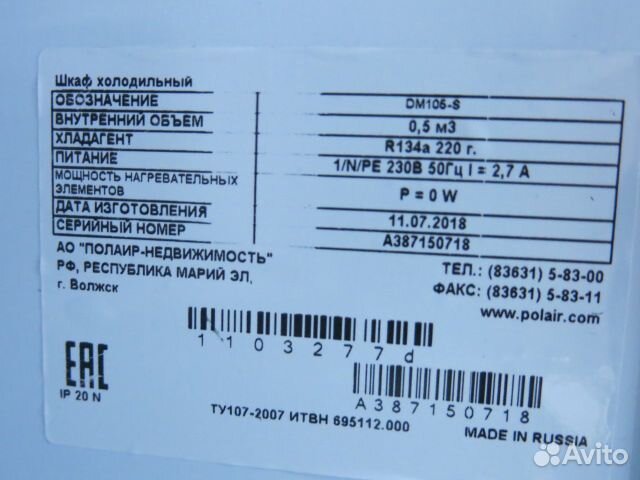 Шкаф холодильный
ОБОЗНАЧЕНИЕ DM105-S
ВНУТРЕННИЙ ОБЪЕМ 0,5 м3
ХЛАДАГЕНТ R134a 220 г.
ПИТАНИЕ 1/N/PE 230В 50Гц I = 2,7 А
МОЩНОСТЬ НАГРЕВАТЕЛЬНЫХ
ЭЛЕМЕНТОВ P = 0 W
ДАТА ИЗГОТОВЛЕНИЯ 11.07.2018
СЕРИЙНЫЙ НОМЕР A387150718
АО "ПОЛАИР-НЕДВИЖИМОСТЬ"
РФ, РЕСПУБЛИКА МАРИЙ ЭЛ,
г. Волжск
ТЕЛ.: (83631) 5-83-00
ФАКС: (83631) 5-83-11
www.polair.com
1103277d
A387150718
EAC
IP 20 N
ТУ107-2007 ИТВН 695112.000
MADE IN RUSSIA
Avito